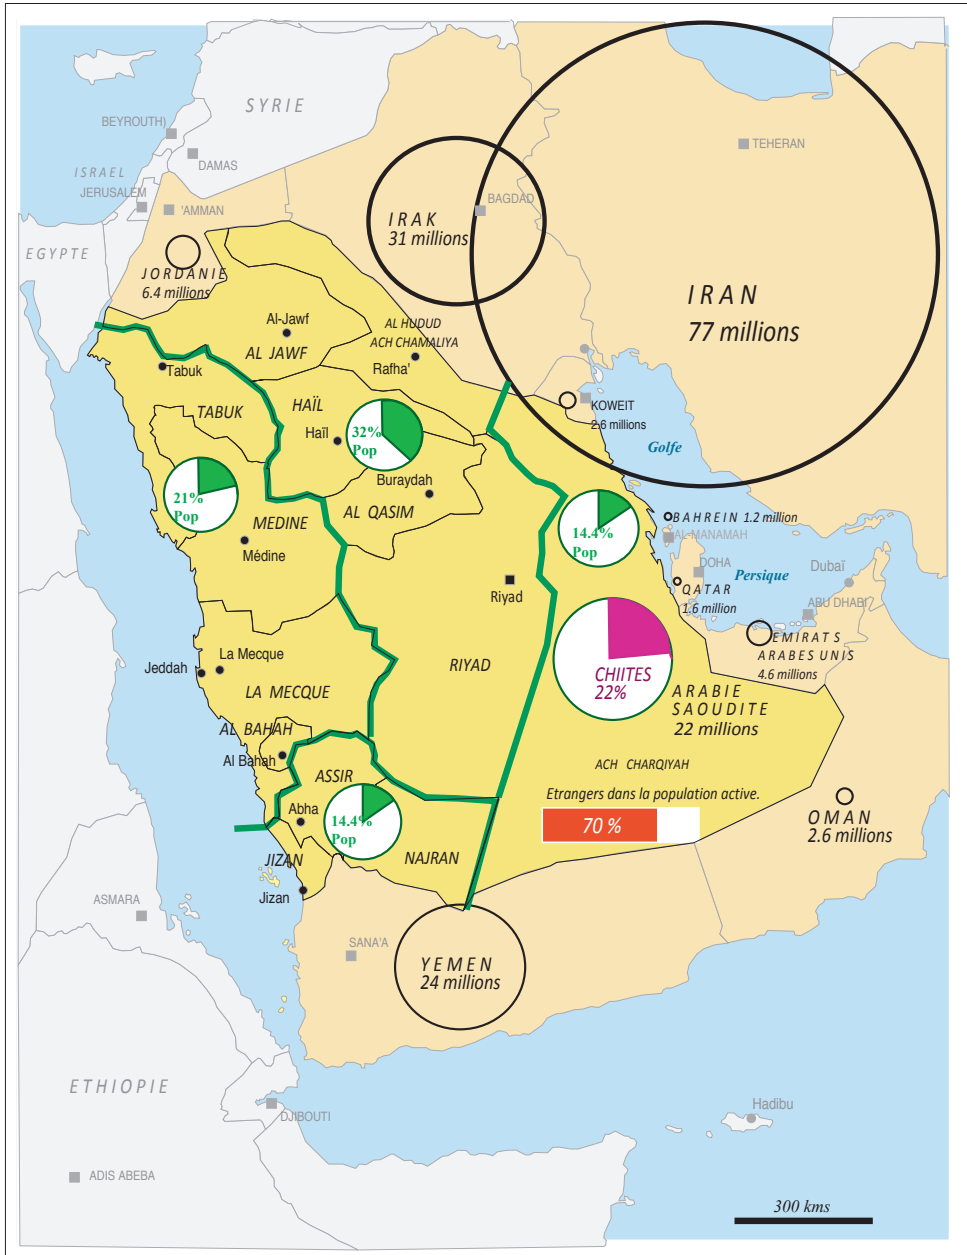 SYRIE
BEYROUTH)
DAMAS
ISRAEL
JERUSALEM
'AMMAN
EGYPTE
JORDANIE
6.4 millions
IRAK
31 millions
BAGDAD
TEHERAN
IRAN
77 millions
Al-Jawf
AL JAWF
AL HUDUD
ACH CHAMALIYA
Rafha'
Tabuk
TABUK
HAÏL
Haïl
32%
Pop
KOWEIT
2.6 millions
Golfe
21%
Pop
MEDINE
Médine
Buraydah
AL QASIM
14.4%
Pop
BAHREIN 1.2 million
AL-MANAMAH
DOHA
Persique
Dubaï
QATAR
1.6 million
ABU DHABI
EMIRATS
ARABES UNIS
4.6 millions
Riyad
RIYAD
La Mecque
Jeddah
LA MECQUE
CHIITES
22%
ARABIE
SAOUDITE
22 millions
AL BAHAH
Al Bahah
ASSIR
Abha
14.4%
Pop
ACH CHARQIYAH
Etrangers dans la population active.
70 %
OMAN
2.6 millions
JIZAN
NAJRAN
Jizan
ASMARA
SANA'A
YEMEN
24 millions
ETHIOPIE
DJIBOUTI
Hadibu
ADIS ABEBA
300 kms